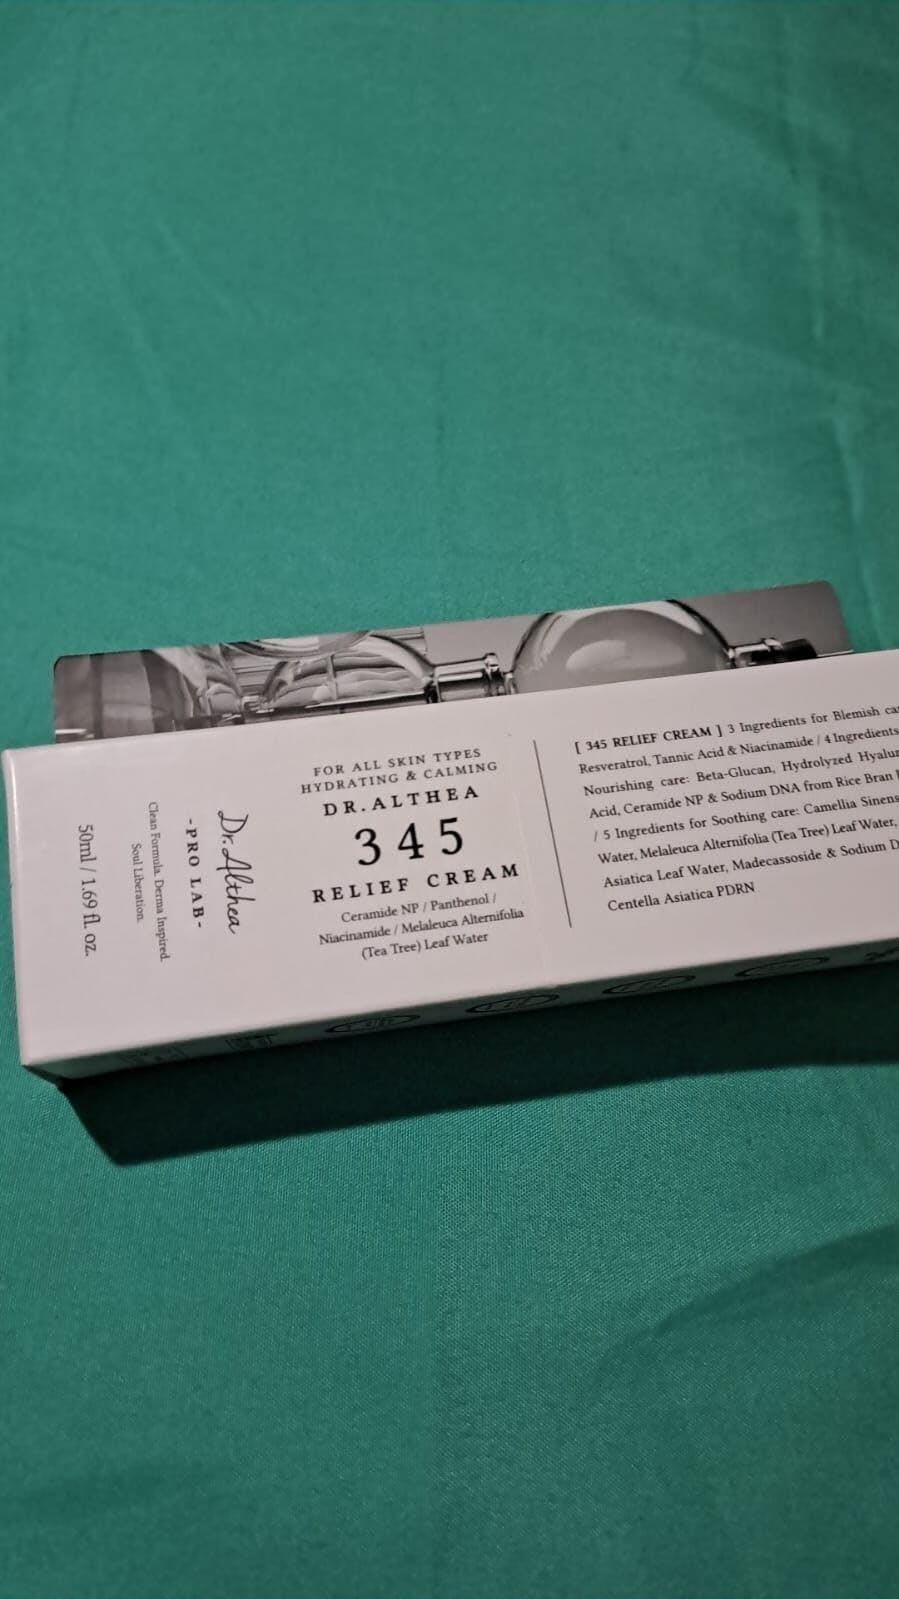 50ml / 1.69 fl. oz.
Clean Formula. Derma Inspired.
Soul Liberation.
Dr.Althea
-PRO LAB-
FOR ALL SKIN TYPES
HYDRATING & CALMING
DR.ALTHEA
345
RELIEF CREAM
Ceramide NP / Panthenol /
Niacinamide / Melaleuca Alternifolia
(Tea Tree) Leaf Water
[ 345 RELIEF CREAM ] 3 Ingredients for Blemish
Resveratrol, Tannic Acid & Niacinamide / 4 Ingredients
Nourishing care: Beta-Glucan, Hydrolyzed
Acid, Ceramide NP & Sodium DNA from Rice Bran
/ 5 Ingredients for Soothing care: Camellia
Water, Melaleuca Alternifolia (Tea Tree) Leaf Water,
Asiatica Leaf Water, Madecassoside & Sodium
Centella Asiatica PDRN